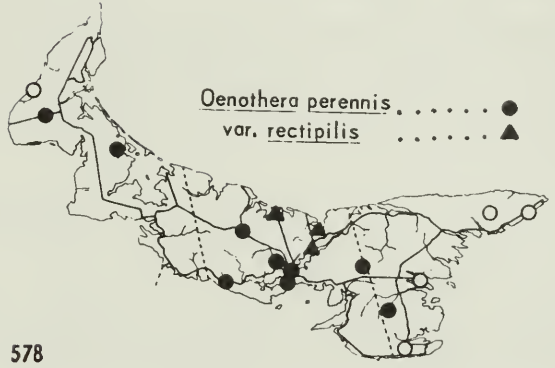 Oenothera perennis . . . . . . ●
var. rectipilis . . . . . . ▲
578